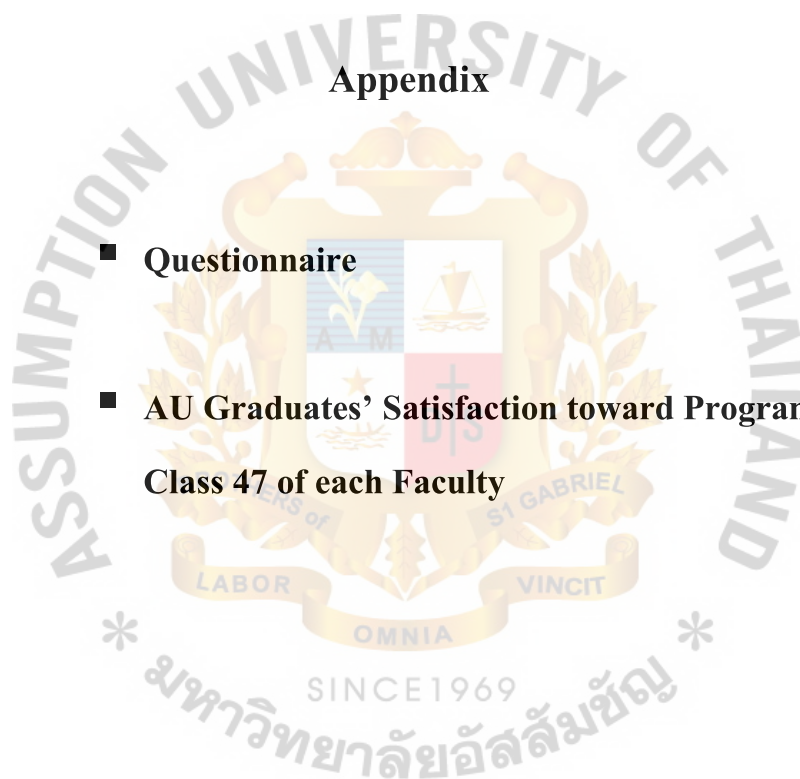 Appendix
ASSUMPTION UNIVERSITY OF THAILAND
■ Questionnaire
A M
■ AU Graduates’ Satisfaction toward Progra
D S
Class 47 of each Faculty
BROTHERS of ST GABRIEL
LABOR OMNIA VINCIT
SINCE1969
* มหาวิทยาลัยอัสสัมชัญ *